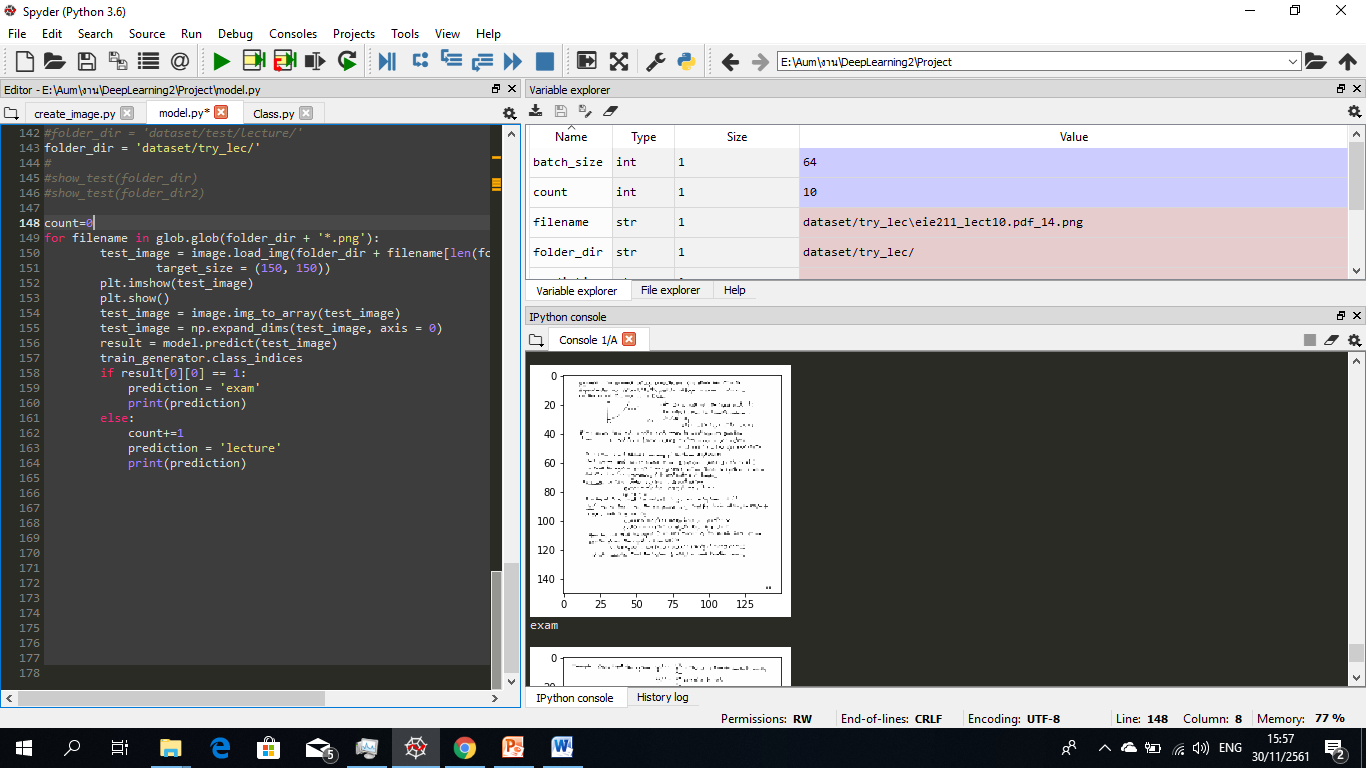 Spyder (Python 3.6)
File Edit Search Source Run Debug Consoles Projects Tools View Help
E:\Aum\งาน\DeepLearning2\Project
Editor - E:\Aum\งาน\DeepLearning2\Project\model.py
create_image.py model.py* Class.py
142 #folder_dir = 'dataset/test/lecture/'
143 folder_dir = 'dataset/try_lec/'
144 #
145 #show_test(folder_dir)
146 #show_test(folder_dir2)
147
148 count=0
149 for filename in glob.glob(folder_dir + '*.png'):
150 test_image = image.load_img(folder_dir + filename[len(fo
151 target_size = (150, 150))
152 plt.imshow(test_image)
153 plt.show()
154 test_image = image.img_to_array(test_image)
155 test_image = np.expand_dims(test_image, axis = 0)
156 result = model.predict(test_image)
157 train_generator.class_indices
158 if result[0][0] == 1:
159 prediction = 'exam'
160 print(prediction)
161 else:
162 count+=1
163 prediction = 'lecture'
164 print(prediction)
165
166
167
168
169
170
171
172
173
174
175
176
177
178
Variable explorer
Name Type Size Value
batch_size int 1 64
count int 1 10
filename str 1 dataset/try_lec\eie211_lect10.pdf_14.png
folder_dir str 1 dataset/try_lec/
Variable explorer File explorer Help
IPython console
Console 1/A
0
20
40
60
80
100
120
140
0 25 50 75 100 125
exam
0
IPython console History log
Permissions: RW End-of-lines: CRLF Encoding: UTF-8 Line: 148 Column: 8 Memory: 77 %
5
ENG
15:57
30/11/2561
2